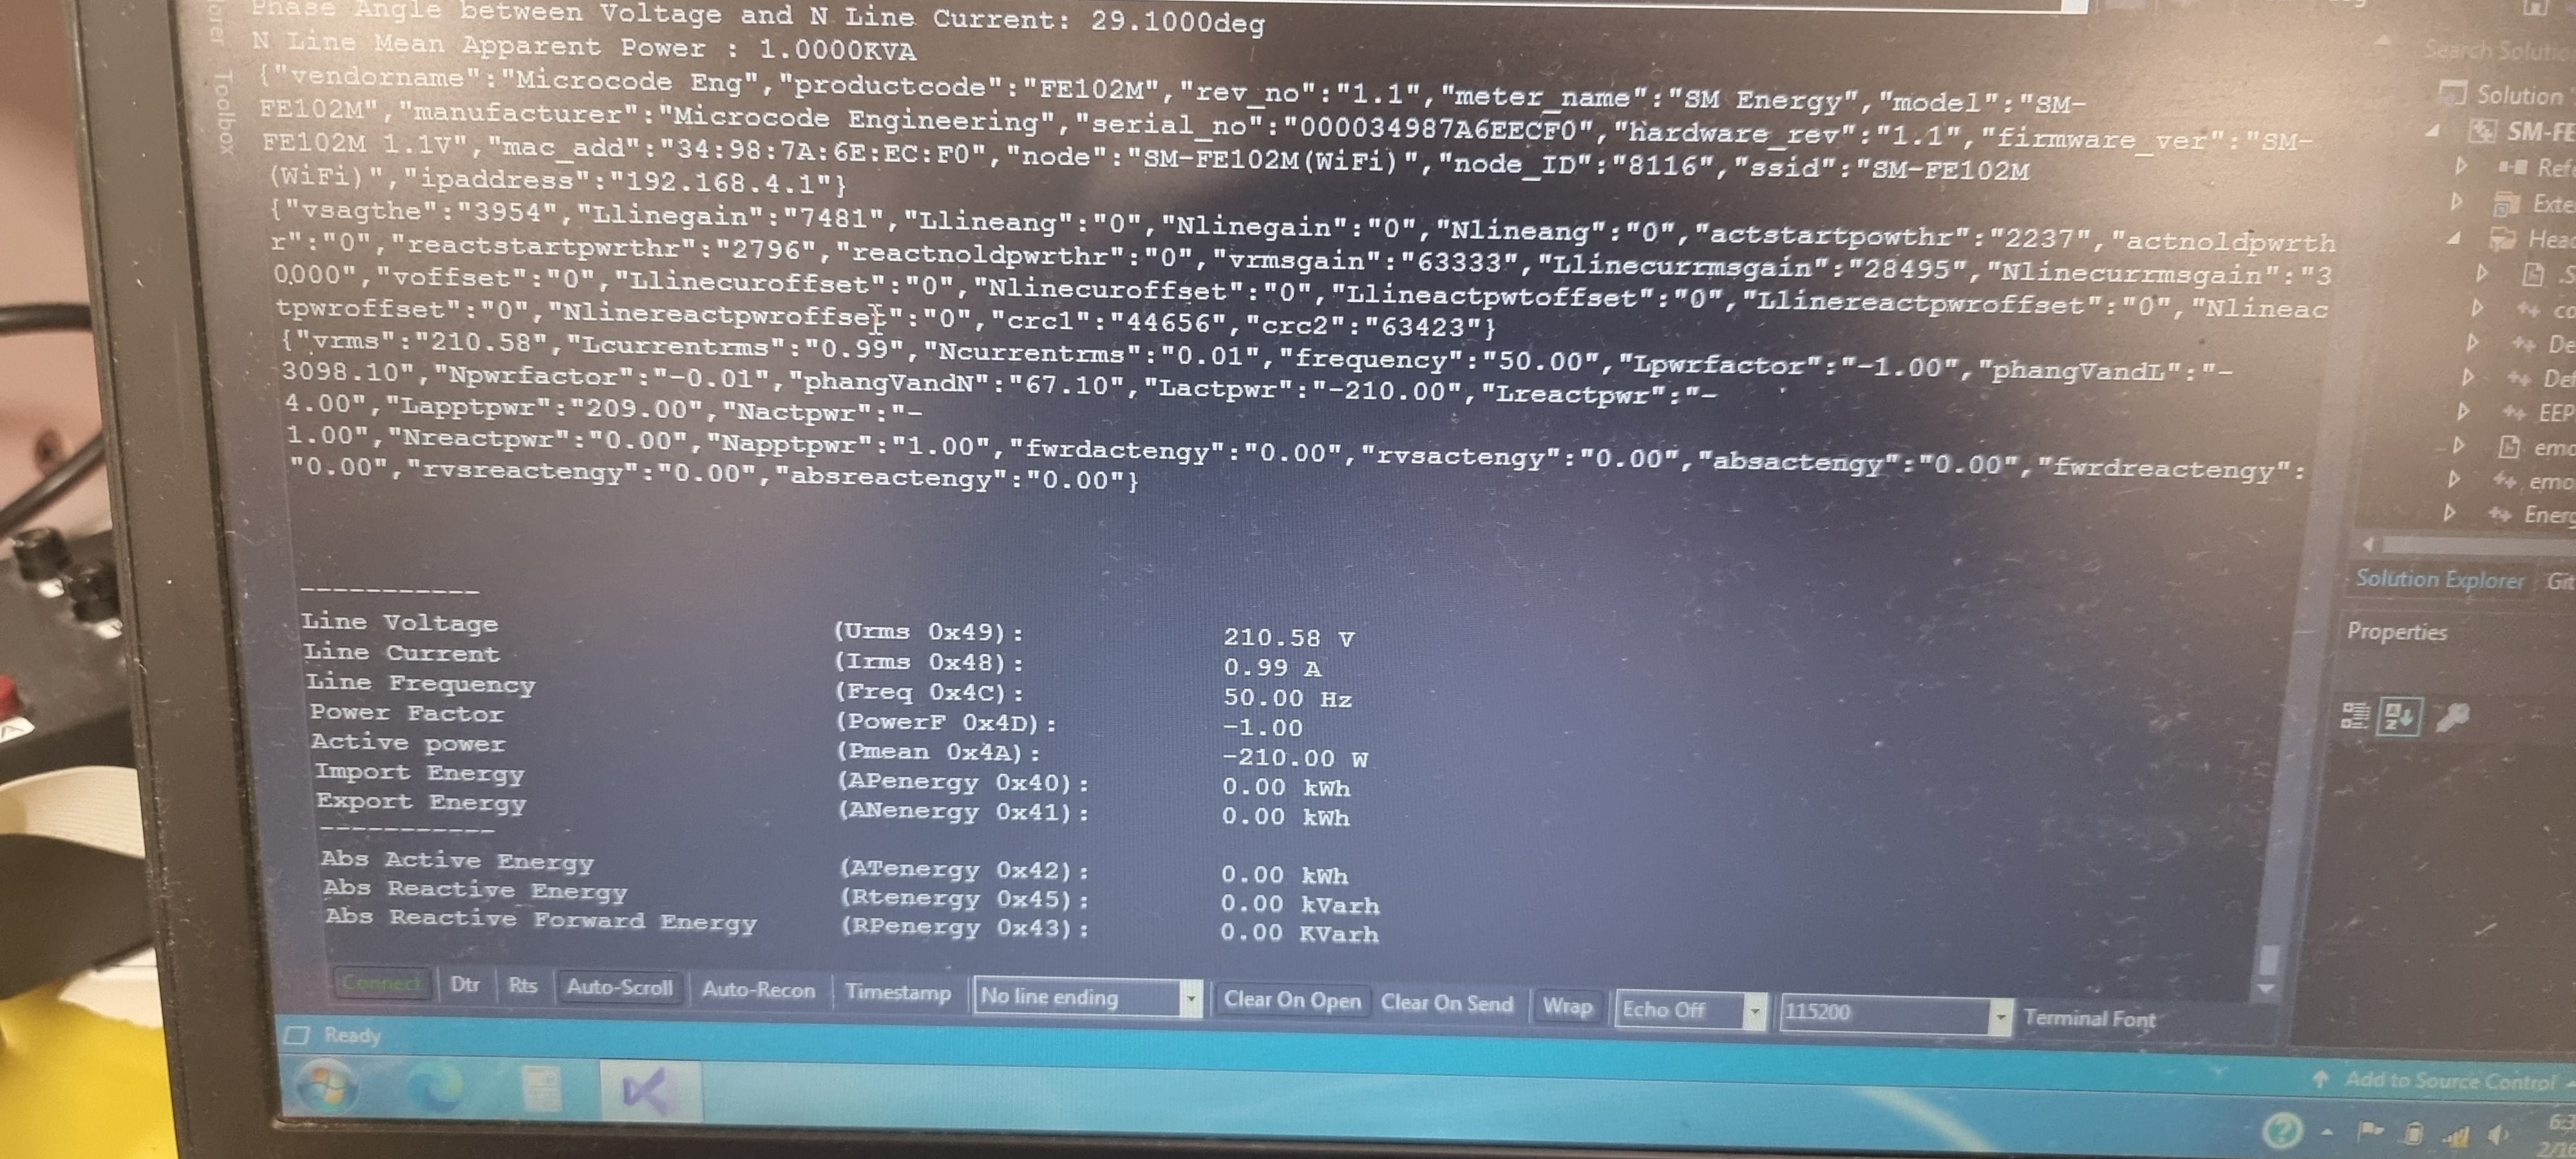 Phase Angle between Voltage and N Line Current: 29.1000deg
N Line Mean Apparent Power : 1.0000KVA
{"vendorname":"Microcode Eng","productcode":"FE102M","rev_no":"1.1","meter_name":"SM Energy","model":"SM-
FE102M","manufacturer":"Microcode Engineering","serial_no":"000034987A6EECF0","hardware_rev":"1.1","firmware_ver":"SM-
FE102M 1.1V","mac_add":"34:98:7A:6E:EC:F0","node":"SM-FE102M(WiFi)","node_ID":"8116","ssid":"SM-FE102M
(WiFi)","ipaddress":"192.168.4.1"}
{"vsagthe":"3954","Llinegain":"7481","Llineang":"0","Nlinegain":"0","Nlineang":"0","actstartpowthr":"2237","actnoldpwrth
r":"0","reactstartpwrthr":"2796","reactnoldpwrthr":"0","vrmsgain":"63333","Llinecurrmsgain":"28495","Nlinecurrmsgain":"3
0000","voffset":"0","Llinecuroffset":"0","Nlinecuroffset":"0","Llineactpwtoffset":"0","Llinereactpwroffset":"0","Nlineac
tpwroffset":"0","Nlinereactpwroffset":"0","crc1":"44656","crc2":"63423"}
{"vrms":"210.58","Lcurrentrms":"0.99","Ncurrentrms":"0.01","frequency":"50.00","Lpwrfactor":"-1.00","phangVandL":"-
3098.10","Npwrfactor":"-0.01","phangVandN":"67.10","Lactpwr":"-210.00","Lreactpwr":"-
4.00","Lapptpwr":"209.00","Nactpwr":"-
1.00","Nreactpwr":"0.00","Napptpwr":"1.00","fwrdactengy":"0.00","rvsactengy":"0.00","absactengy":"0.00","fwrdreactengy":
"0.00","rvsreactengy":"0.00","absreactengy":"0.00"}
-----------
Line Voltage (Urms 0x49): 210.58 V
Line Current (Irms 0x48): 0.99 A
Line Frequency (Freq 0x4C): 50.00 Hz
Power Factor (PowerF 0x4D): -1.00
Active power (Pmean 0x4A): -210.00 W
Import Energy (APenergy 0x40): 0.00 kWh
Export Energy (ANenergy 0x41): 0.00 kWh
-----------
Abs Active Energy (ATenergy 0x42): 0.00 kWh
Abs Reactive Energy (Rtenergy 0x45): 0.00 kVarh
Abs Reactive Forward Energy (RPenergy 0x43): 0.00 KVarh
Connect Dtr Rts Auto-Scroll Auto-Recon Timestamp No line ending Clear On Open Clear On Send Wrap Echo Off 115200 Terminal Font
Ready
Toolbox
Search Solutio
Solution
SM-FE
Refe
Exte
Hea
.S
co
De
Def
EEP
emo
emo
Energ
Solution Explorer Git
Properties
Add to Source Control